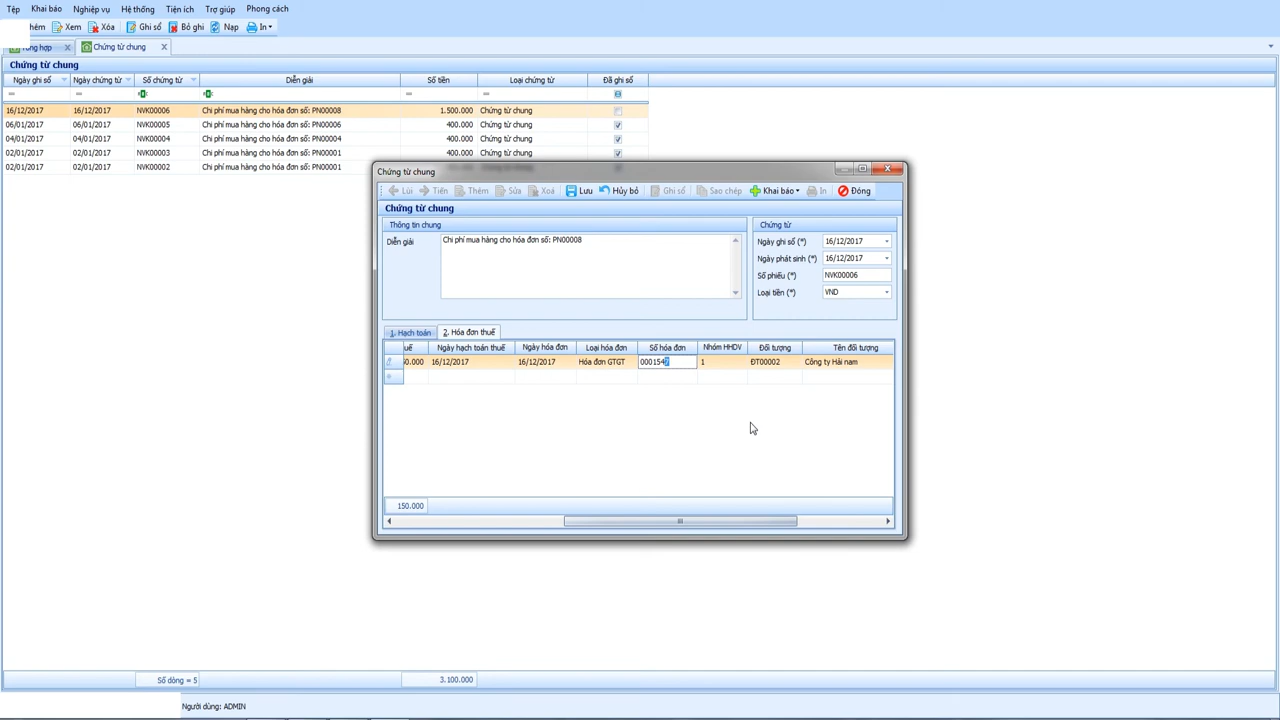 Tệp Khai báo Nghiệp vụ Hệ thống Tiện ích Trợ giúp Phong cách
hêm Xem Xóa Ghi sổ Bỏ ghi Nạp In
ổng hợp Chứng từ chung
Chứng từ chung
Ngày ghi sổ Ngày chứng từ Số chứng từ Diễn giải Số tiền Loại chứng từ Đã ghi sổ
16/12/2017 16/12/2017 NVK00006 Chi phí mua hàng cho hóa đơn số: PN00008 1.500.000 Chứng từ chung
06/01/2017 06/01/2017 NVK00005 Chi phí mua hàng cho hóa đơn số: PN00006 400.000 Chứng từ chung
04/01/2017 04/01/2017 NVK00004 Chi phí mua hàng cho hóa đơn số: PN00004 400.000 Chứng từ chung
02/01/2017 02/01/2017 NVK00003 Chi phí mua hàng cho hóa đơn số: PN00001 400.000 Chứng từ chung
02/01/2017 02/01/2017 NVK00002 Chi phí mua hàng cho hóa đơn số: PN00001
Chứng từ chung
Lùi Tiến Thêm Sửa Xoá Lưu Hủy bỏ Ghi sổ Sao chép Khai báo In Đóng
Chứng từ chung
Thông tin chung
Diễn giải Chi phí mua hàng cho hóa đơn số: PN00008
Chứng từ
Ngày ghi sổ (*) 16/12/2017
Ngày phát sinh (*) 16/12/2017
Số phiếu (*) NVK00006
Loại tiền (*) VND
1. Hạch toán 2. Hóa đơn thuế
uế Ngày hạch toán thuế Ngày hóa đơn Loại hóa đơn Số hóa đơn Nhóm HHDV Đối tượng Tên đối tượng
50.000 16/12/2017 16/12/2017 Hóa đơn GTGT 0001547 1 ĐT00002 Công ty Hải nam
150.000
Số dòng = 5 3.100.000
Người dùng: ADMIN